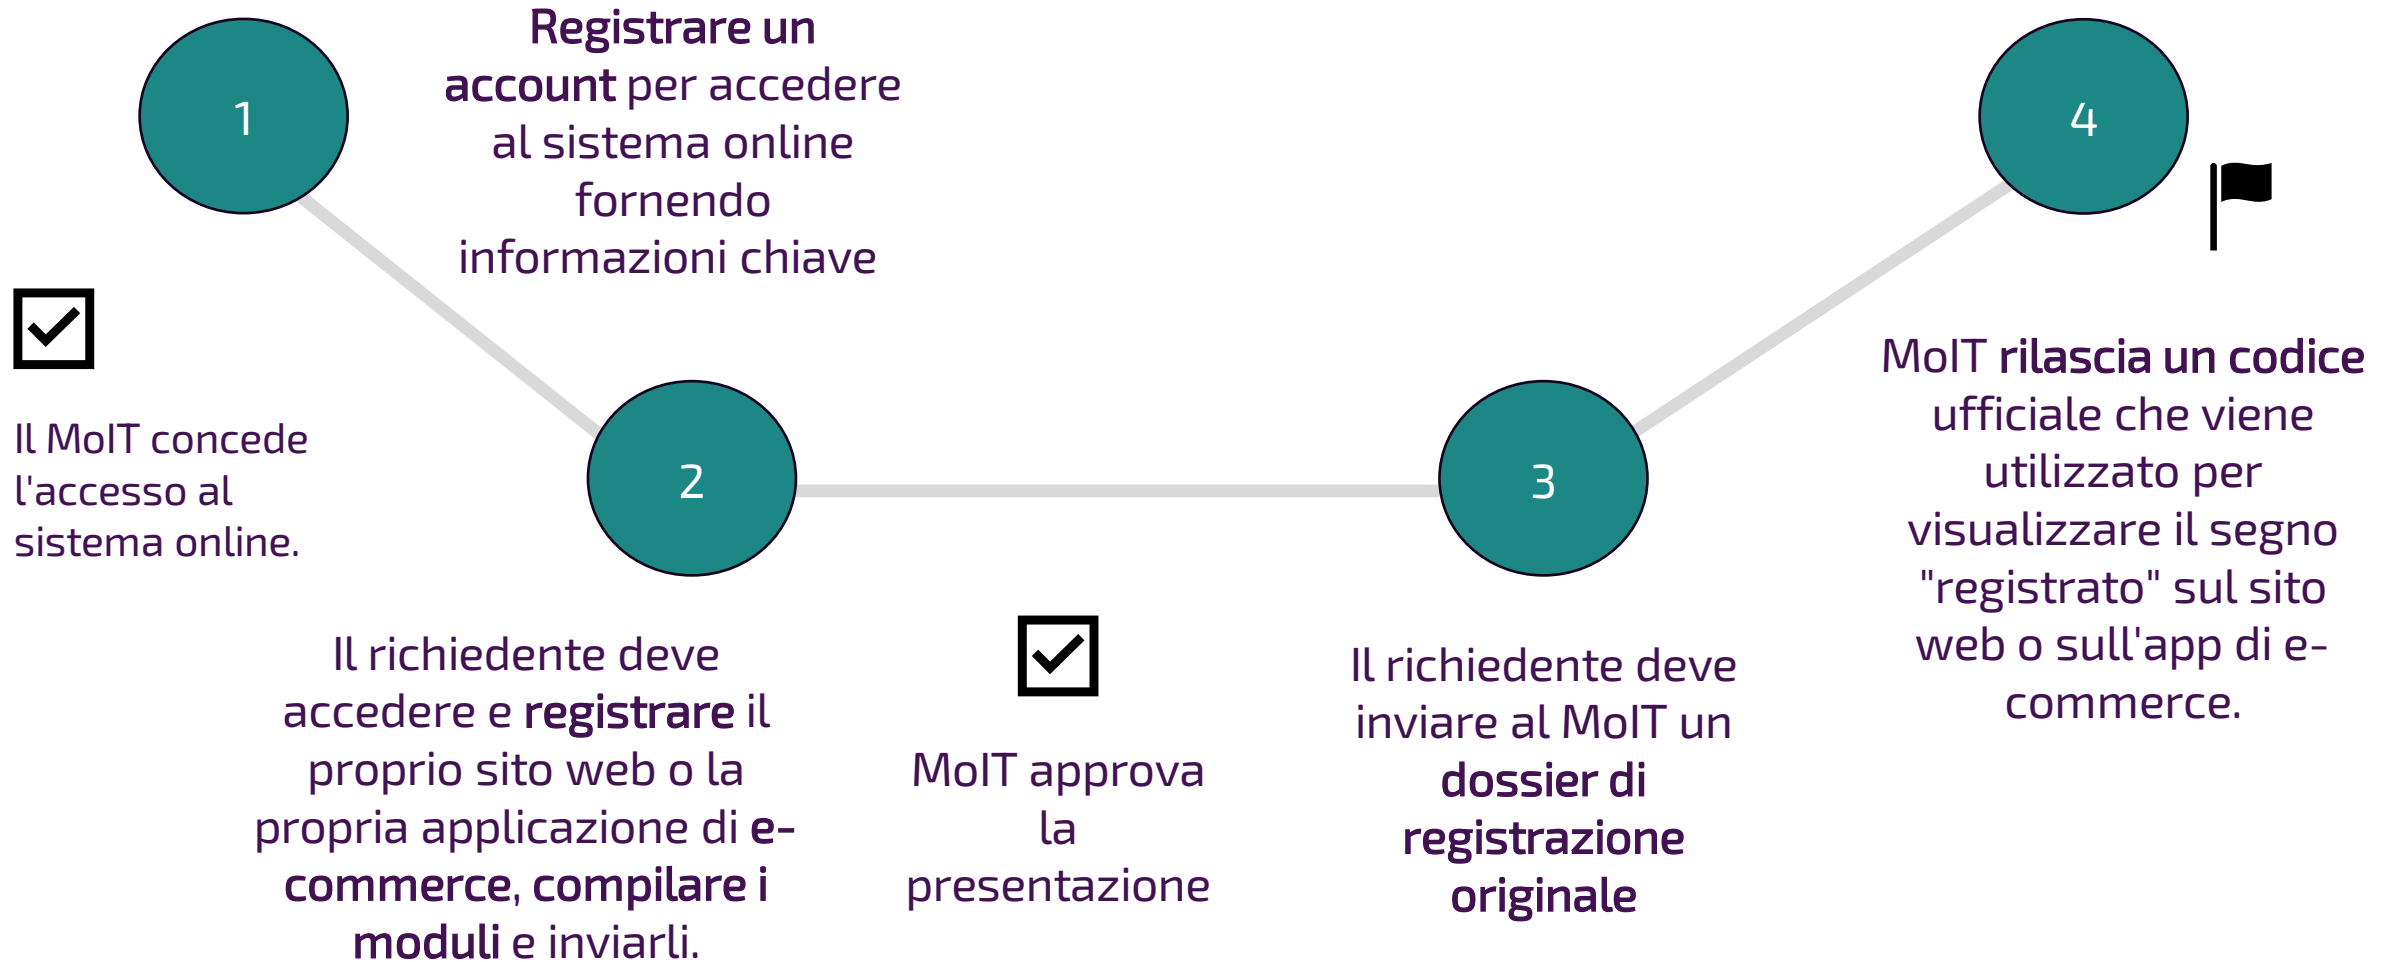 1
Registrare un
account per accedere
al sistema online
fornendo
informazioni chiave
Il MoIT concede
l'accesso al
sistema online.
2
Il richiedente deve
accedere e registrare il
proprio sito web o la
propria applicazione di e-
commerce, compilare i
moduli e inviarli.
MoIT approva
la
presentazione
3
Il richiedente deve
inviare al MoIT un
dossier di
registrazione
originale
4
MoIT rilascia un codice
ufficiale che viene
utilizzato per
visualizzare il segno
"registrato" sul sito
web o sull'app di e-
commerce.